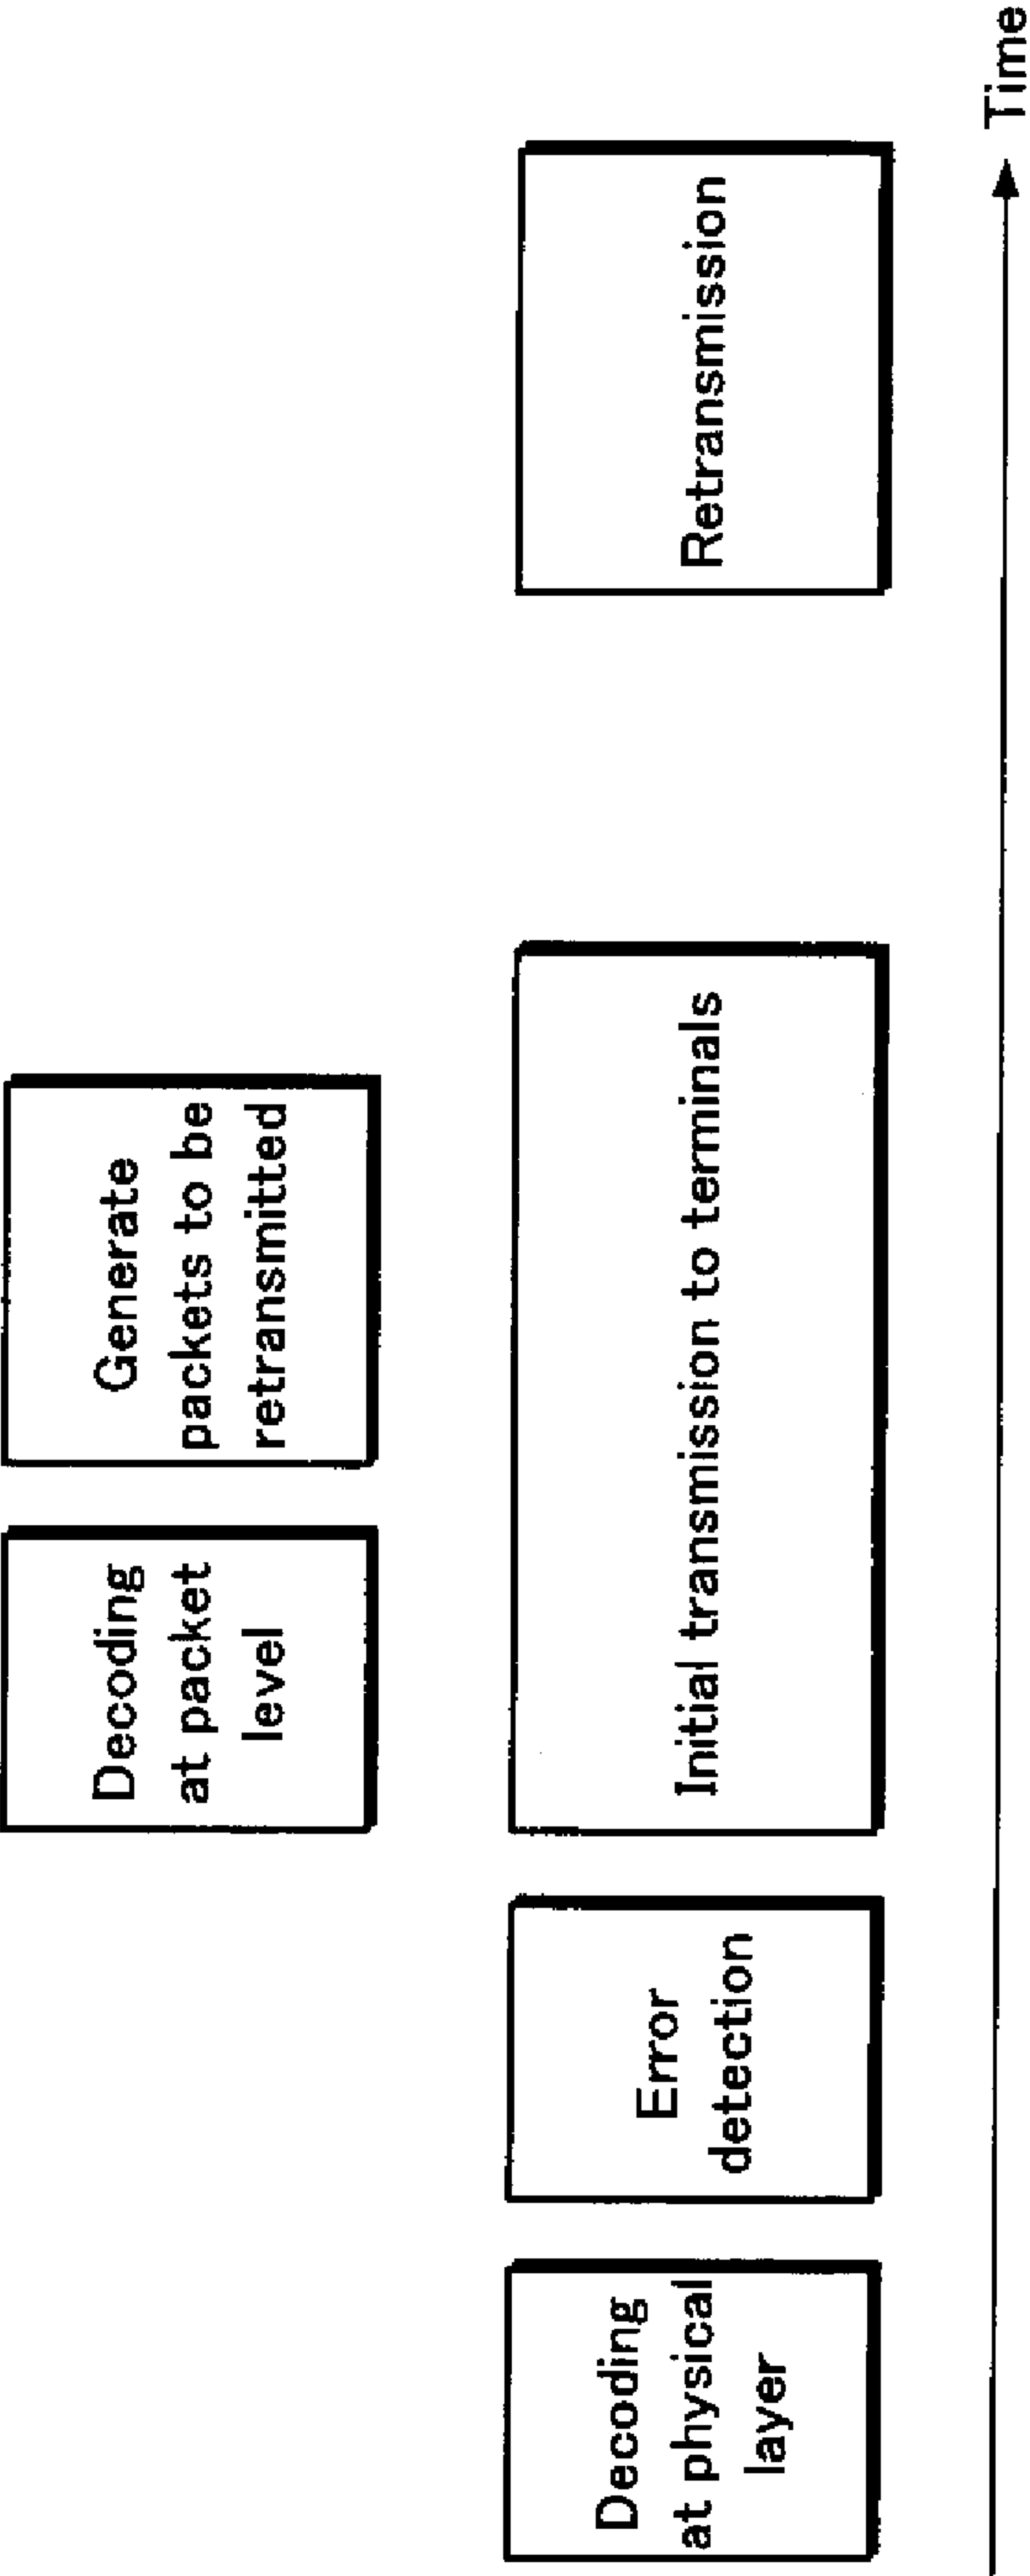 Decoding
at packet
level
Generate
packets to be
retransmitted
Decoding
at physical
layer
Error
detection
Initial transmission to terminals
Retransmission
Time